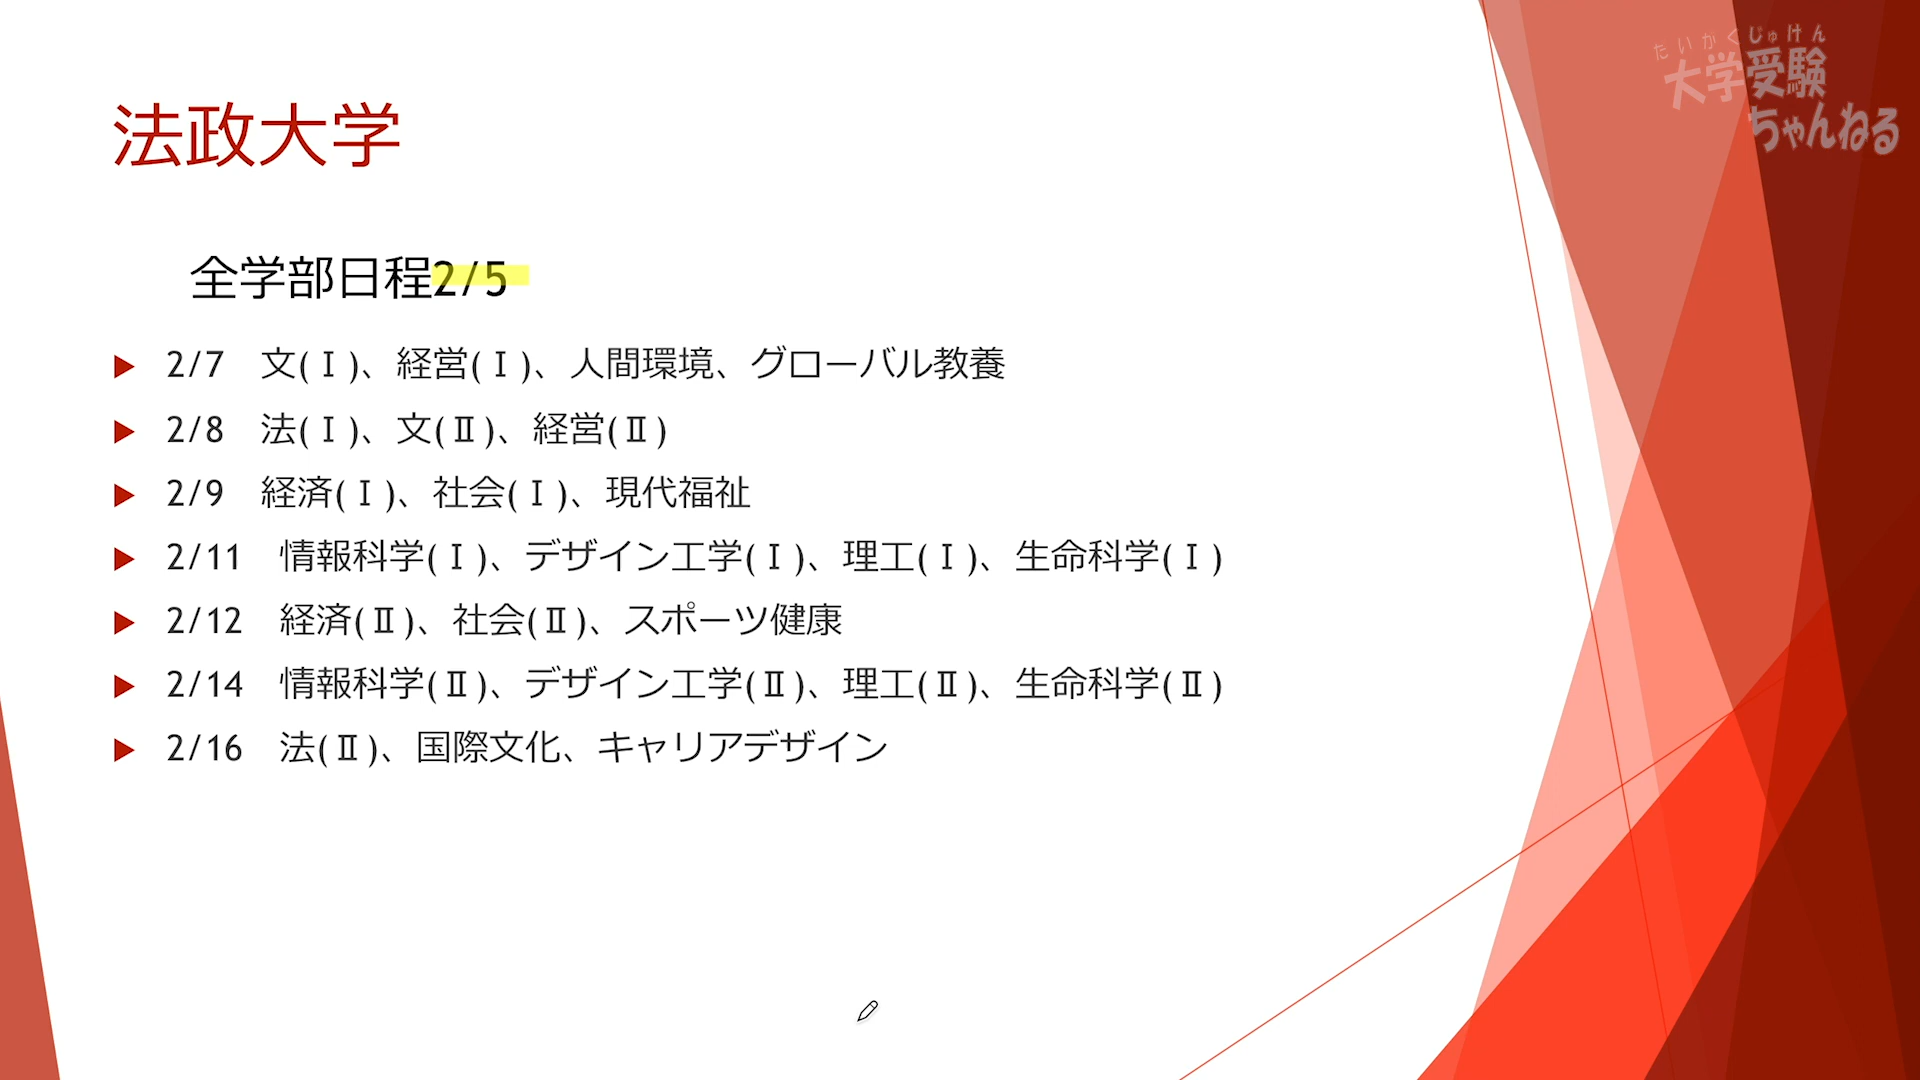 たいがくじゅけん
大学受験
ちゃんねる
法政大学
全学部日程2/5
2/7 文(Ⅰ)、経営(Ⅰ)、人間環境、グローバル教養
2/8 法(Ⅰ)、文(Ⅱ)、経営(Ⅱ)
2/9 経済(Ⅰ)、社会(Ⅰ)、現代福祉
2/11 情報科学(Ⅰ)、デザイン工学(Ⅰ)、理工(Ⅰ)、生命科学(Ⅰ)
2/12 経済(Ⅱ)、社会(Ⅱ)、スポーツ健康
2/14 情報科学(Ⅱ)、デザイン工学(Ⅱ)、理工(Ⅱ)、生命科学(Ⅱ)
2/16 法(Ⅱ)、国際文化、キャリアデザイン